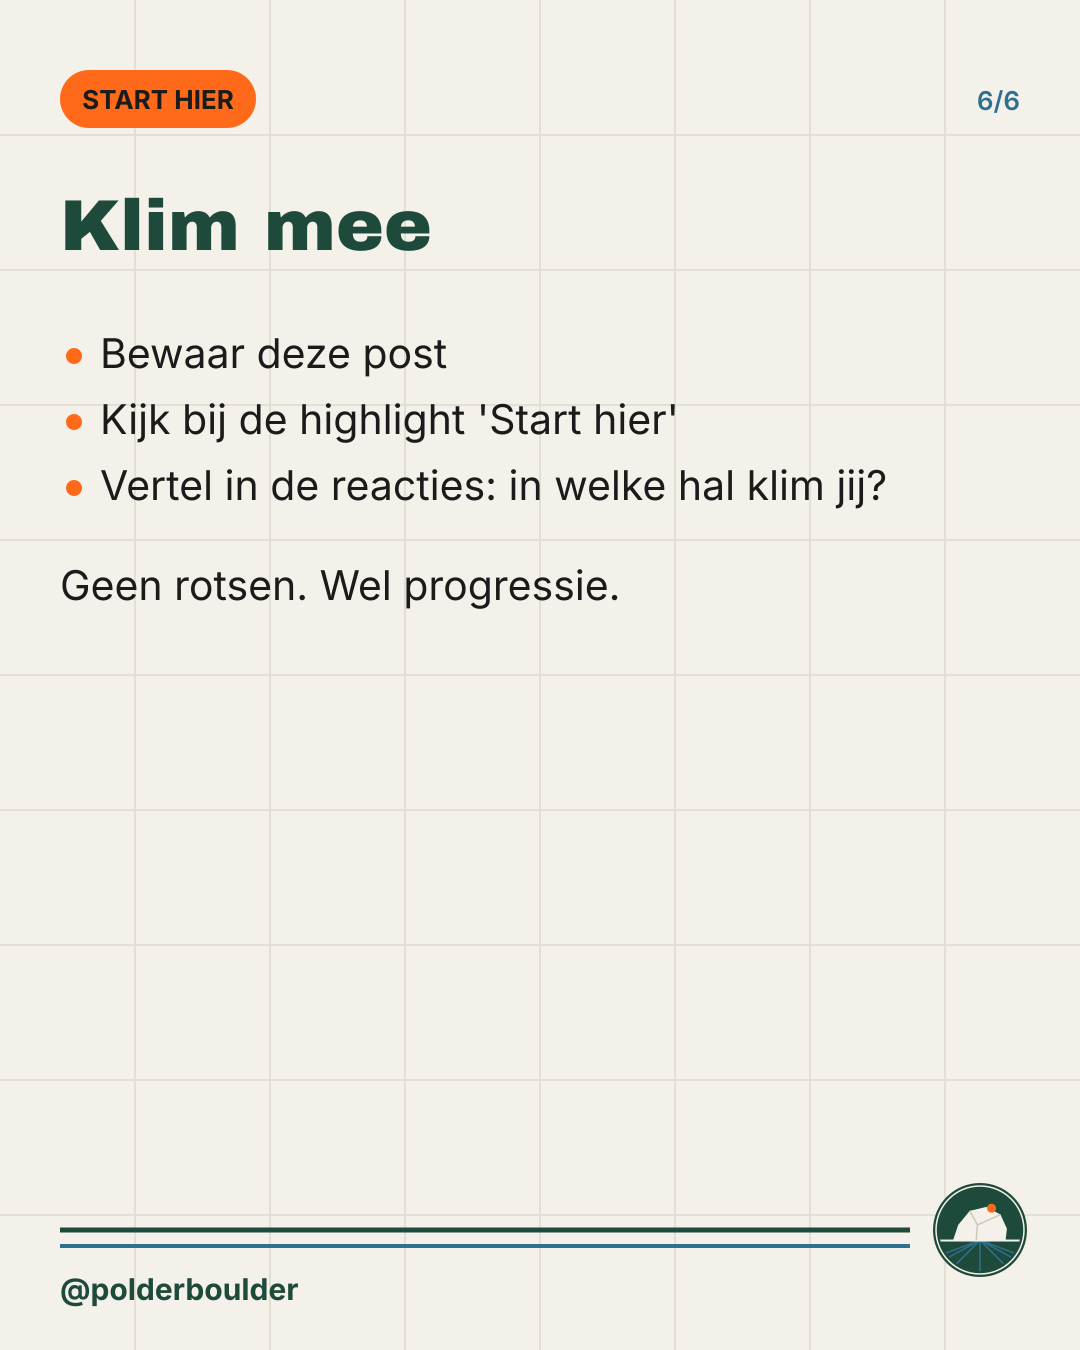 START HIER
6/6
Klim mee
Bewaar deze post
Kijk bij de highlight 'Start hier'
Vertel in de reacties: in welke hal klim jij?
Geen rotsen. Wel progressie.
@polderboulder